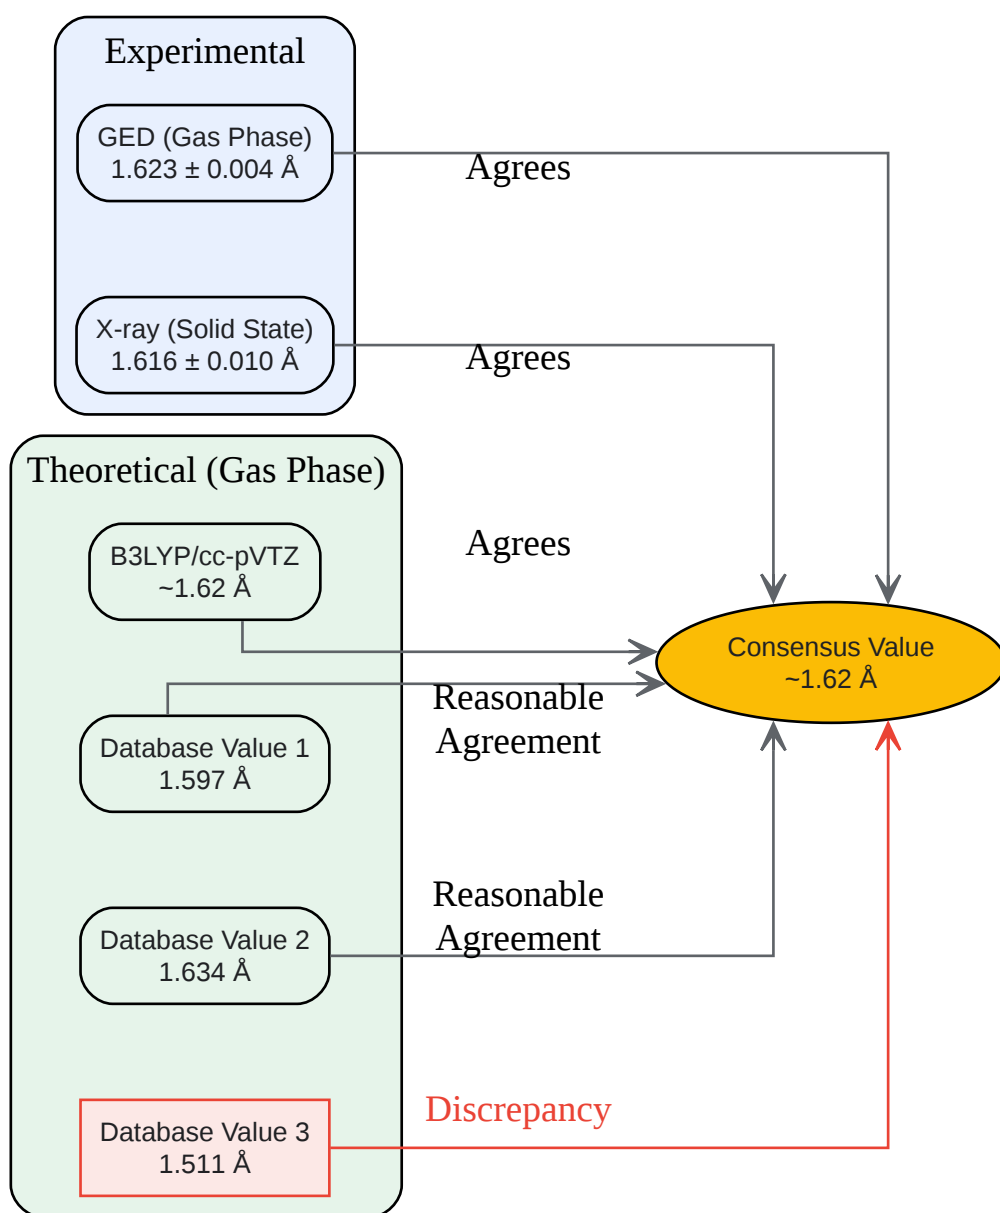 Experimental
GED (Gas Phase)
1.623 ± 0.004 Å
Agrees
X-ray (Solid State)
1.616 ± 0.010 Å
Agrees
Theoretical (Gas Phase)
B3LYP/cc-pVTZ
~1.62 Å
Agrees
Consensus Value
~1.62 Å
Database Value 1
1.597 Å
Reasonable
Agreement
Database Value 2
1.634 Å
Reasonable
Agreement
Database Value 3
1.511 Å
Discrepancy